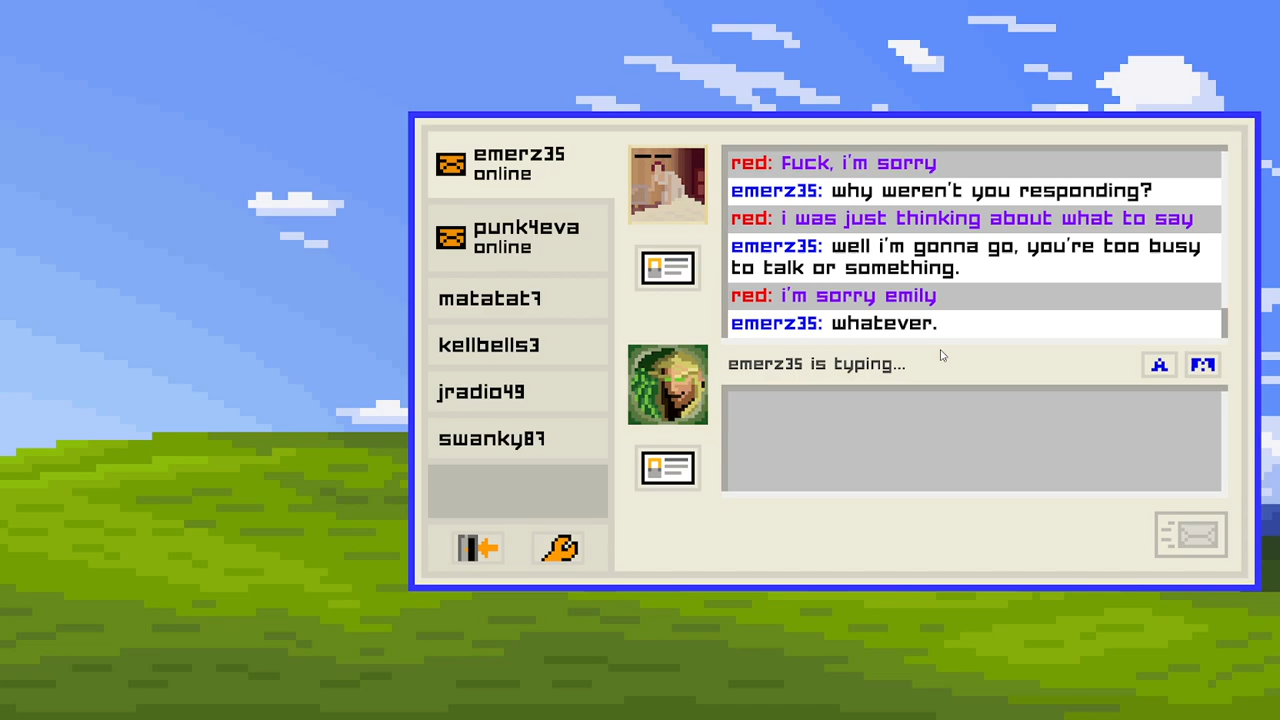 emerz35
online
punk4eva
online
matatat7
kellbells3
jradio49
swanky87
red: Fuck, i'm sorry
emerz35: why weren't you responding?
red: i was just thinking about what to say
emerz35: well i'm gonna go, you're too busy
to talk or something.
red: i'm sorry emily
emerz35: whatever.
emerz35 is typing...
A